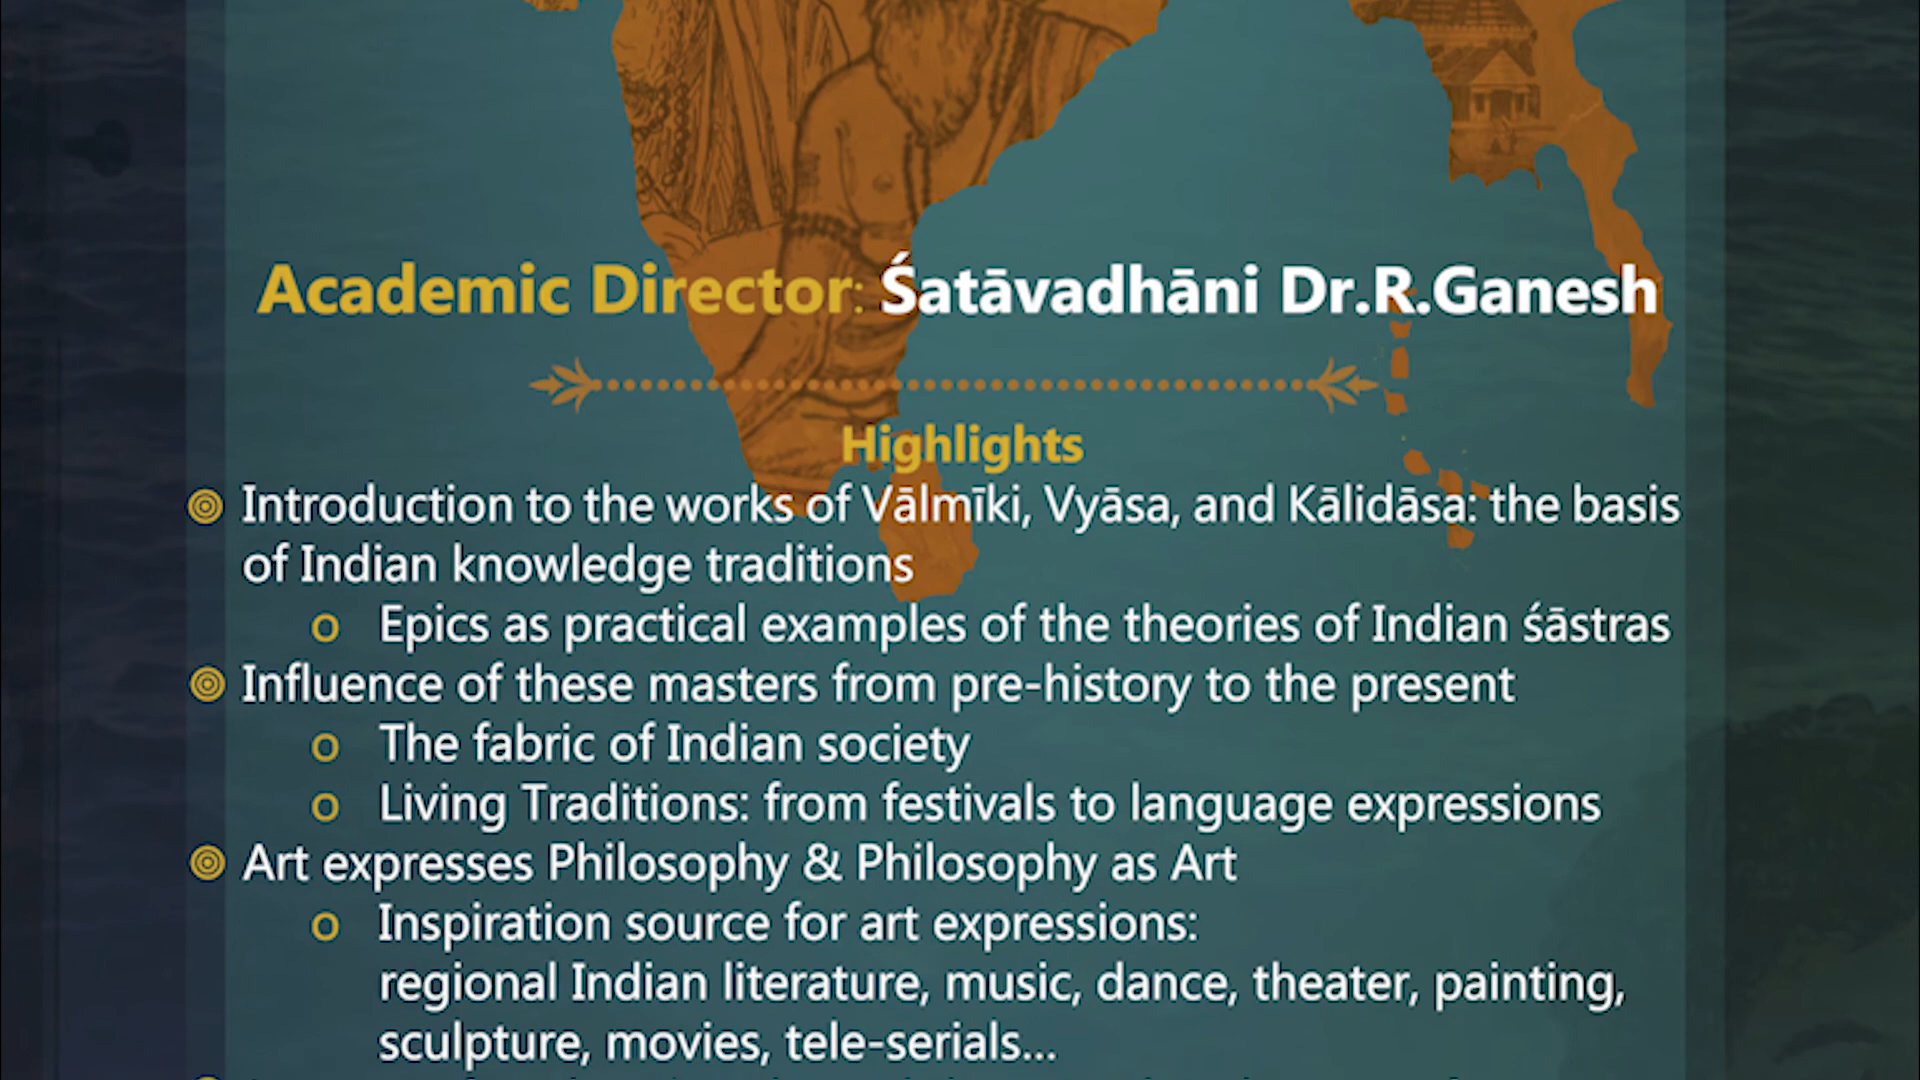 Academic Director: Śatāvadhāni Dr.R.Ganesh
Highlights
Introduction to the works of Vālmīki, Vyāsa, and Kālidāsa: the basis
of Indian knowledge traditions
o Epics as practical examples of the theories of Indian śāstras
Influence of these masters from pre-history to the present
o The fabric of Indian society
o Living Traditions: from festivals to language expressions
Art expresses Philosophy & Philosophy as Art
o Inspiration source for art expressions:
regional Indian literature, music, dance, theater, painting,
sculpture, movies, tele-serials...